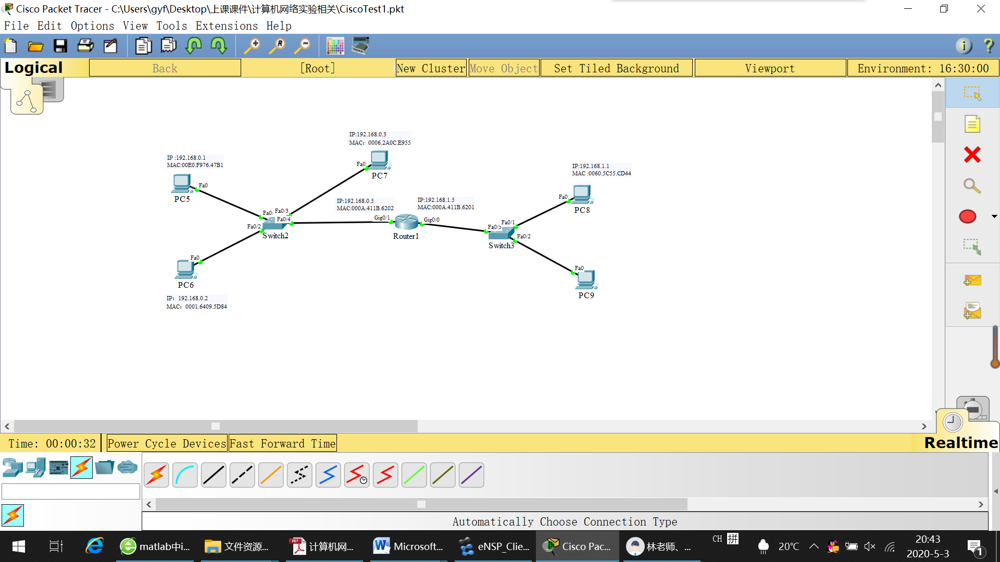 Cisco Packet Tracer - C:\Users\gyf\Desktop\上课课件\计算机网络实验相关\CiscoTest1.pkt
File Edit Options View Tools Extensions Help
Logical
Back
[Root]
New Cluster
Move Object
Set Tiled Background
Viewport
Environment: 16:30:00
IP:192.168.0.3
MAC: 0006.2A0C.E955
Fa0
PC7
IP :192.168.0.1
MAC:00E0.F976.47B1
Fa0
PC5
IP:192.168.1.1
MAC :0060.5C55.CD44
Fa0
PC8
IP:192.168.0.5
MAC:000A.411B.6202
IP:192.168.1.5
MAC:000A.411B.6201
Fa0/
Fa0/3
Fa0/4
Fa0/2
Switch2
Gig0/1
Gig0/0
Router1
Fa0/1
Fa0/2
Switch3
Fa0
PC6
IP: 192.168.0.2
MAC: 0001.6409.5D84
Fa0
PC9
Time: 00:00:32
Power Cycle Devices
Fast Forward Time
Realtime
Automatically Choose Connection Type
matlab中i...
文件资源...
计算机网...
Microsoft...
eNSP_Clie...
Cisco Pac...
林老师、...
CH
拼
20℃
20:43
2020-5-3
1